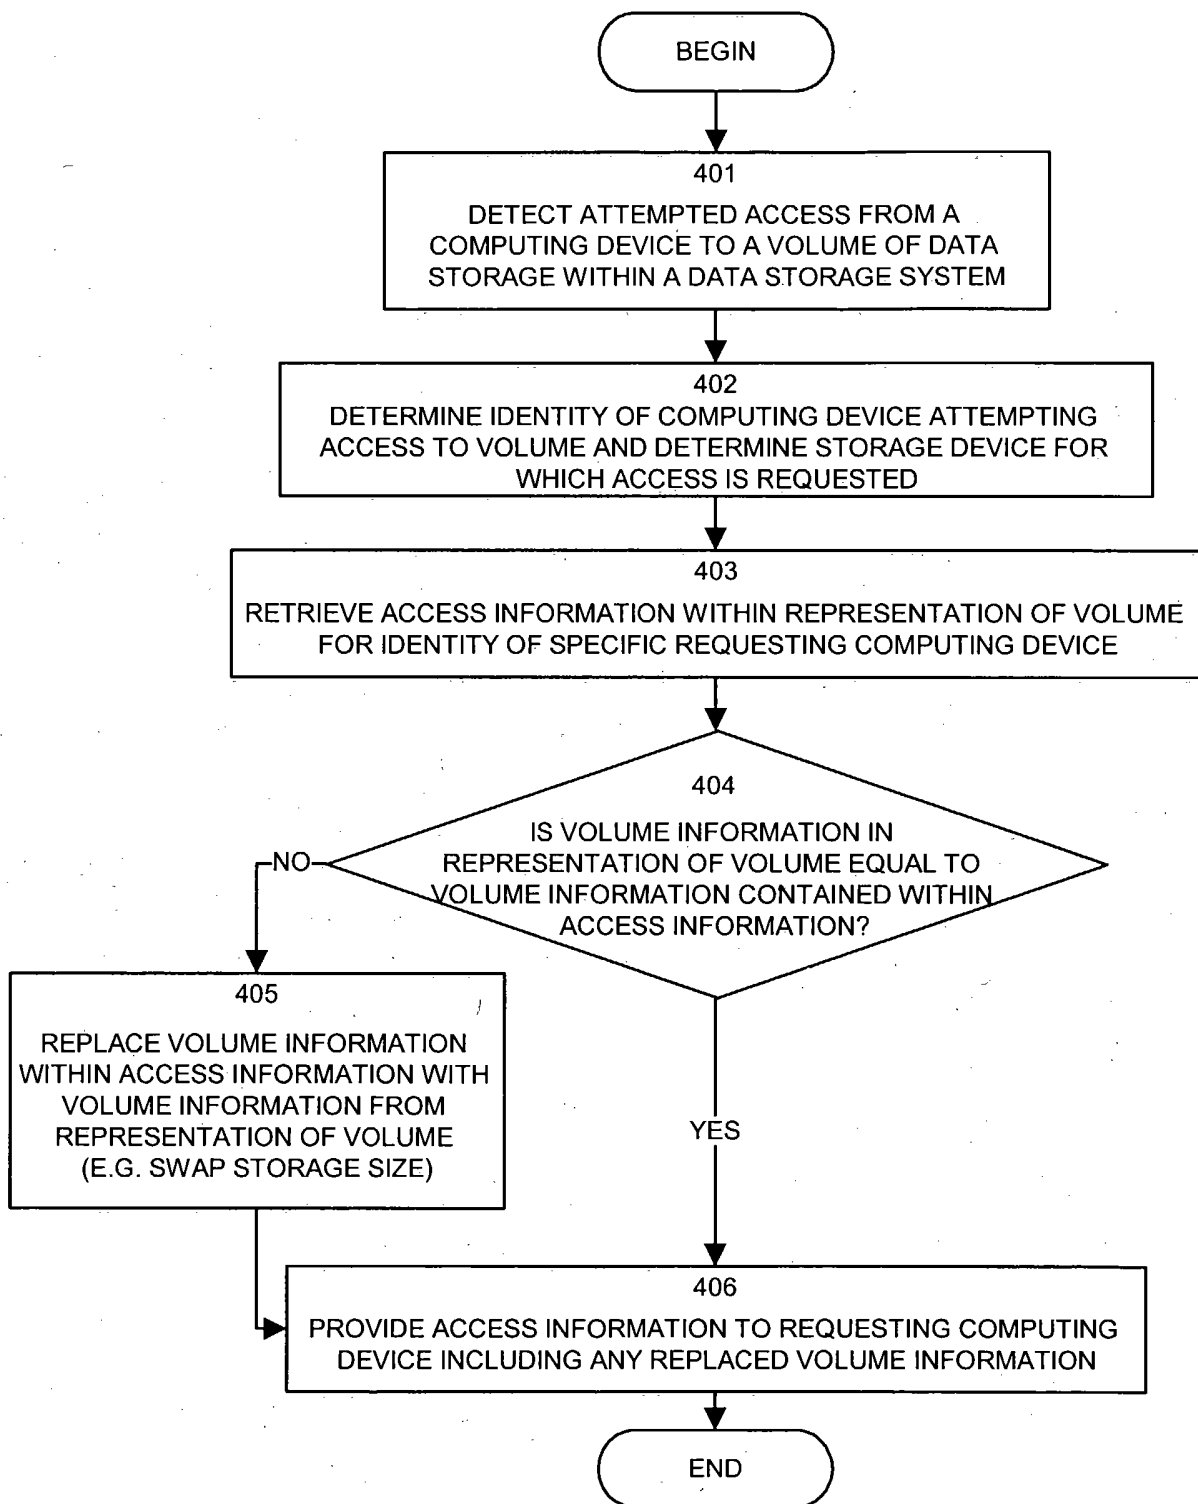 BEGIN
401
DETECT ATTEMPTED ACCESS FROM A
COMPUTING DEVICE TO A VOLUME OF DATA
STORAGE WITHIN A DATA STORAGE SYSTEM
402
DETERMINE IDENTITY OF COMPUTING DEVICE ATTEMPTING
ACCESS TO VOLUME AND DETERMINE STORAGE DEVICE FOR
WHICH ACCESS IS REQUESTED
403
RETRIEVE ACCESS INFORMATION WITHIN REPRESENTATION OF VOLUME
FOR IDENTITY OF SPECIFIC REQUESTING COMPUTING DEVICE
404
IS VOLUME INFORMATION IN
REPRESENTATION OF VOLUME EQUAL TO
VOLUME INFORMATION CONTAINED WITHIN
ACCESS INFORMATION?
NO
405
REPLACE VOLUME INFORMATION
WITHIN ACCESS INFORMATION WITH
VOLUME INFORMATION FROM
REPRESENTATION OF VOLUME
(E.G. SWAP STORAGE SIZE)
YES
406
PROVIDE ACCESS INFORMATION TO REQUESTING COMPUTING
DEVICE INCLUDING ANY REPLACED VOLUME INFORMATION
END